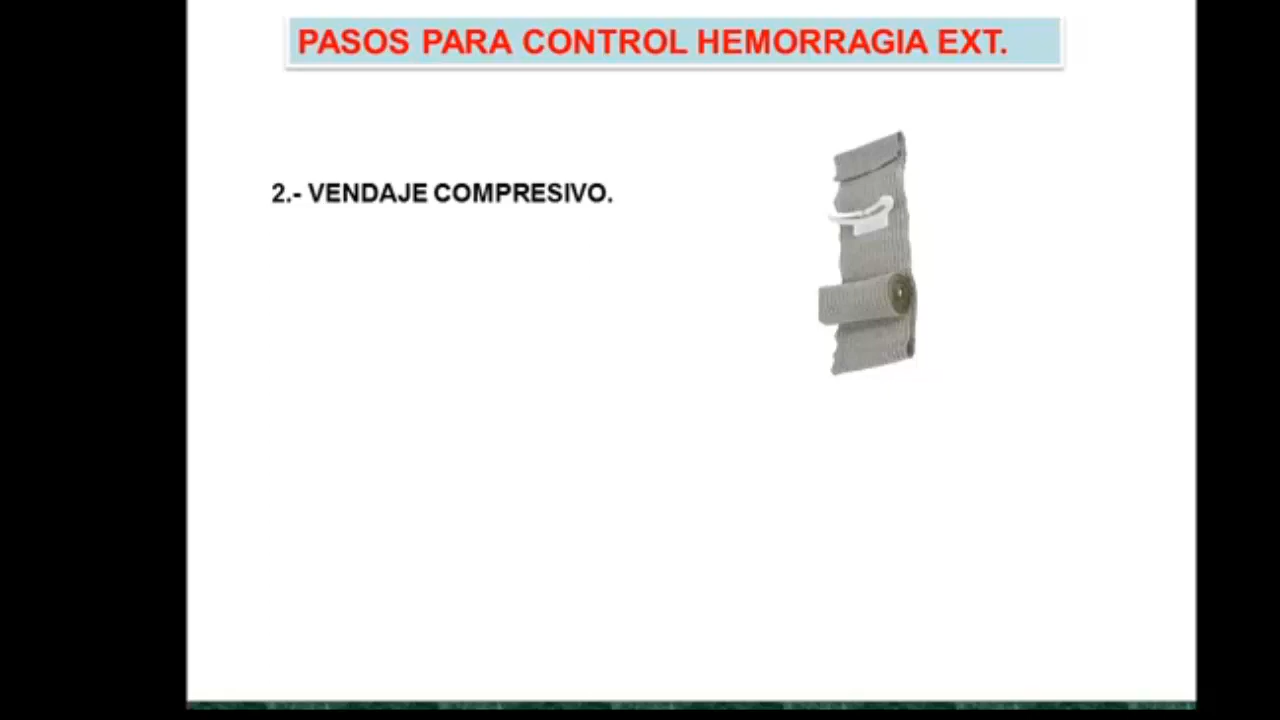 PASOS PARA CONTROL HEMORRAGIA EXT.
2.- VENDAJE COMPRESIVO.